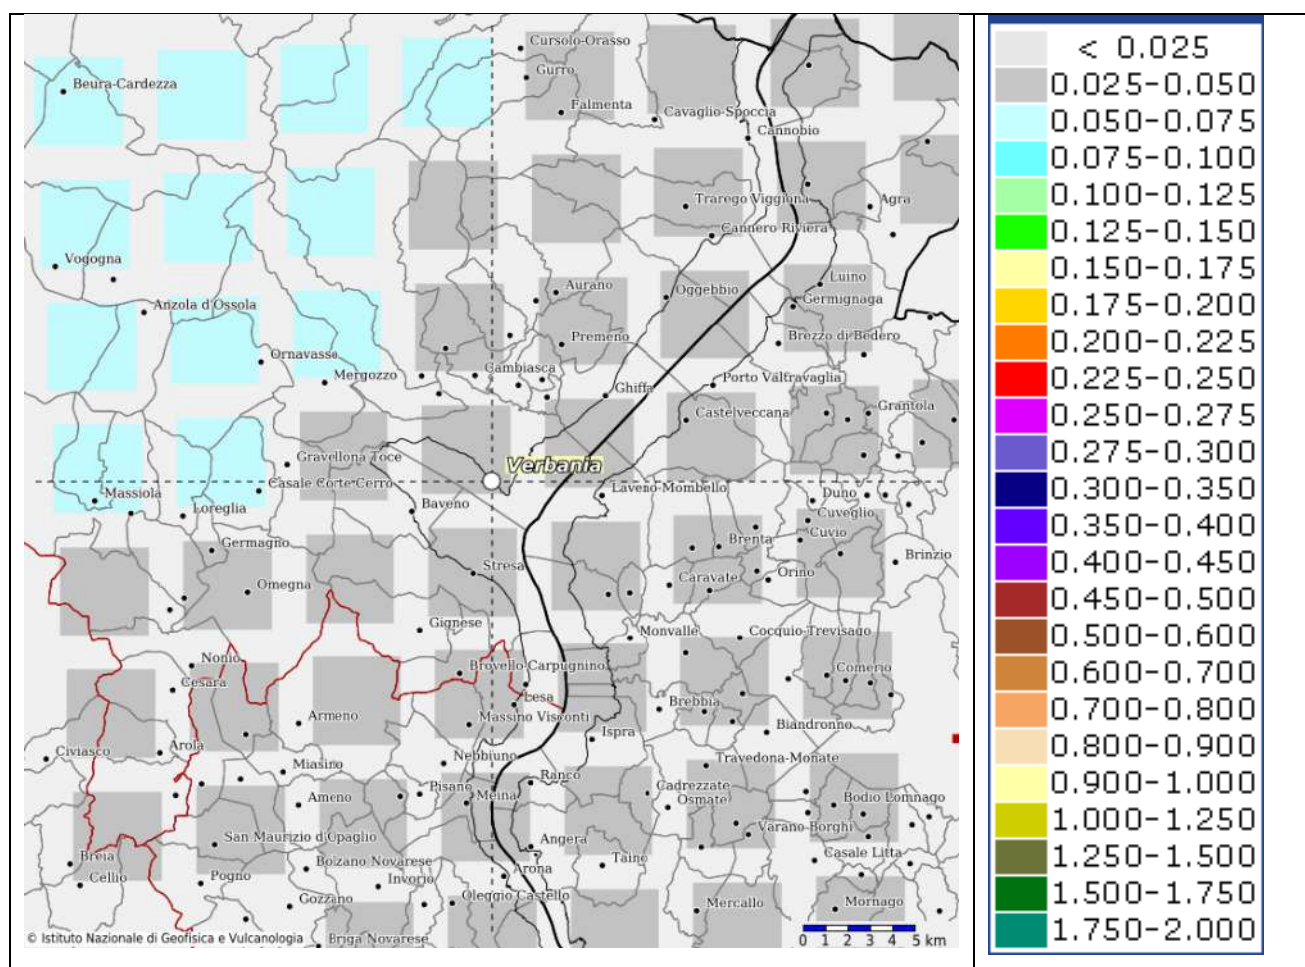 Cursolo-Orasso
Gurro
Beura-Cardezza
Falmenta
Cavaglio-Spoccia
Cannobio
Trarego Viggiona
Agra
Cannero Riviera
Vogogna
Luino
Aurano
Oggebbio
Germignaga
Anzola d'Ossola
Premeno
Brezzo di Bedero
Ornavasse
Cambiasca
Mergozzo
Porto Valtravaglia
Ghiffa
Castelveccana
Grantola
Gravellona Toce
Verbania
Casale Corte Cerro
Laveno-Mombello
Massiola
Duno
Baveno
Loreglia
Cuveglio
Cuvio
Germagno
Brenta
Brinzio
Stresa
Orino
Omegna
Caravate
Gignese
Monvalle
Cocquio-Trevisago
Nonio
Brovello-Carpugnino
Comerio
Cesara
Lesa
Brebbia
Armeno
Massino Visconti
Biandronno
Ispra
Arola
Civiasco
Nebbiuno
Travedona-Monate
Miasino
Ranco
Pisano
Cadrezzate
Ameno
Meina
Osmate
Bodio Lomnago
Varano-Borghi
San Maurizio d'Opaglio
Angera
Casale Litta
Breia
Bolzano Novarese
Taino
Arona
Cellio
Pogno
Invorio
Oleggio Castello
Gozzano
Mercallo
Mornago
© Istituto Nazionale di Geofisica e Vulcanologia
Briga Novarese
0 1 2 3 4 5 km
< 0.025
0.025-0.050
0.050-0.075
0.075-0.100
0.100-0.125
0.125-0.150
0.150-0.175
0.175-0.200
0.200-0.225
0.225-0.250
0.250-0.275
0.275-0.300
0.300-0.350
0.350-0.400
0.400-0.450
0.450-0.500
0.500-0.600
0.600-0.700
0.700-0.800
0.800-0.900
0.900-1.000
1.000-1.250
1.250-1.500
1.500-1.750
1.750-2.000